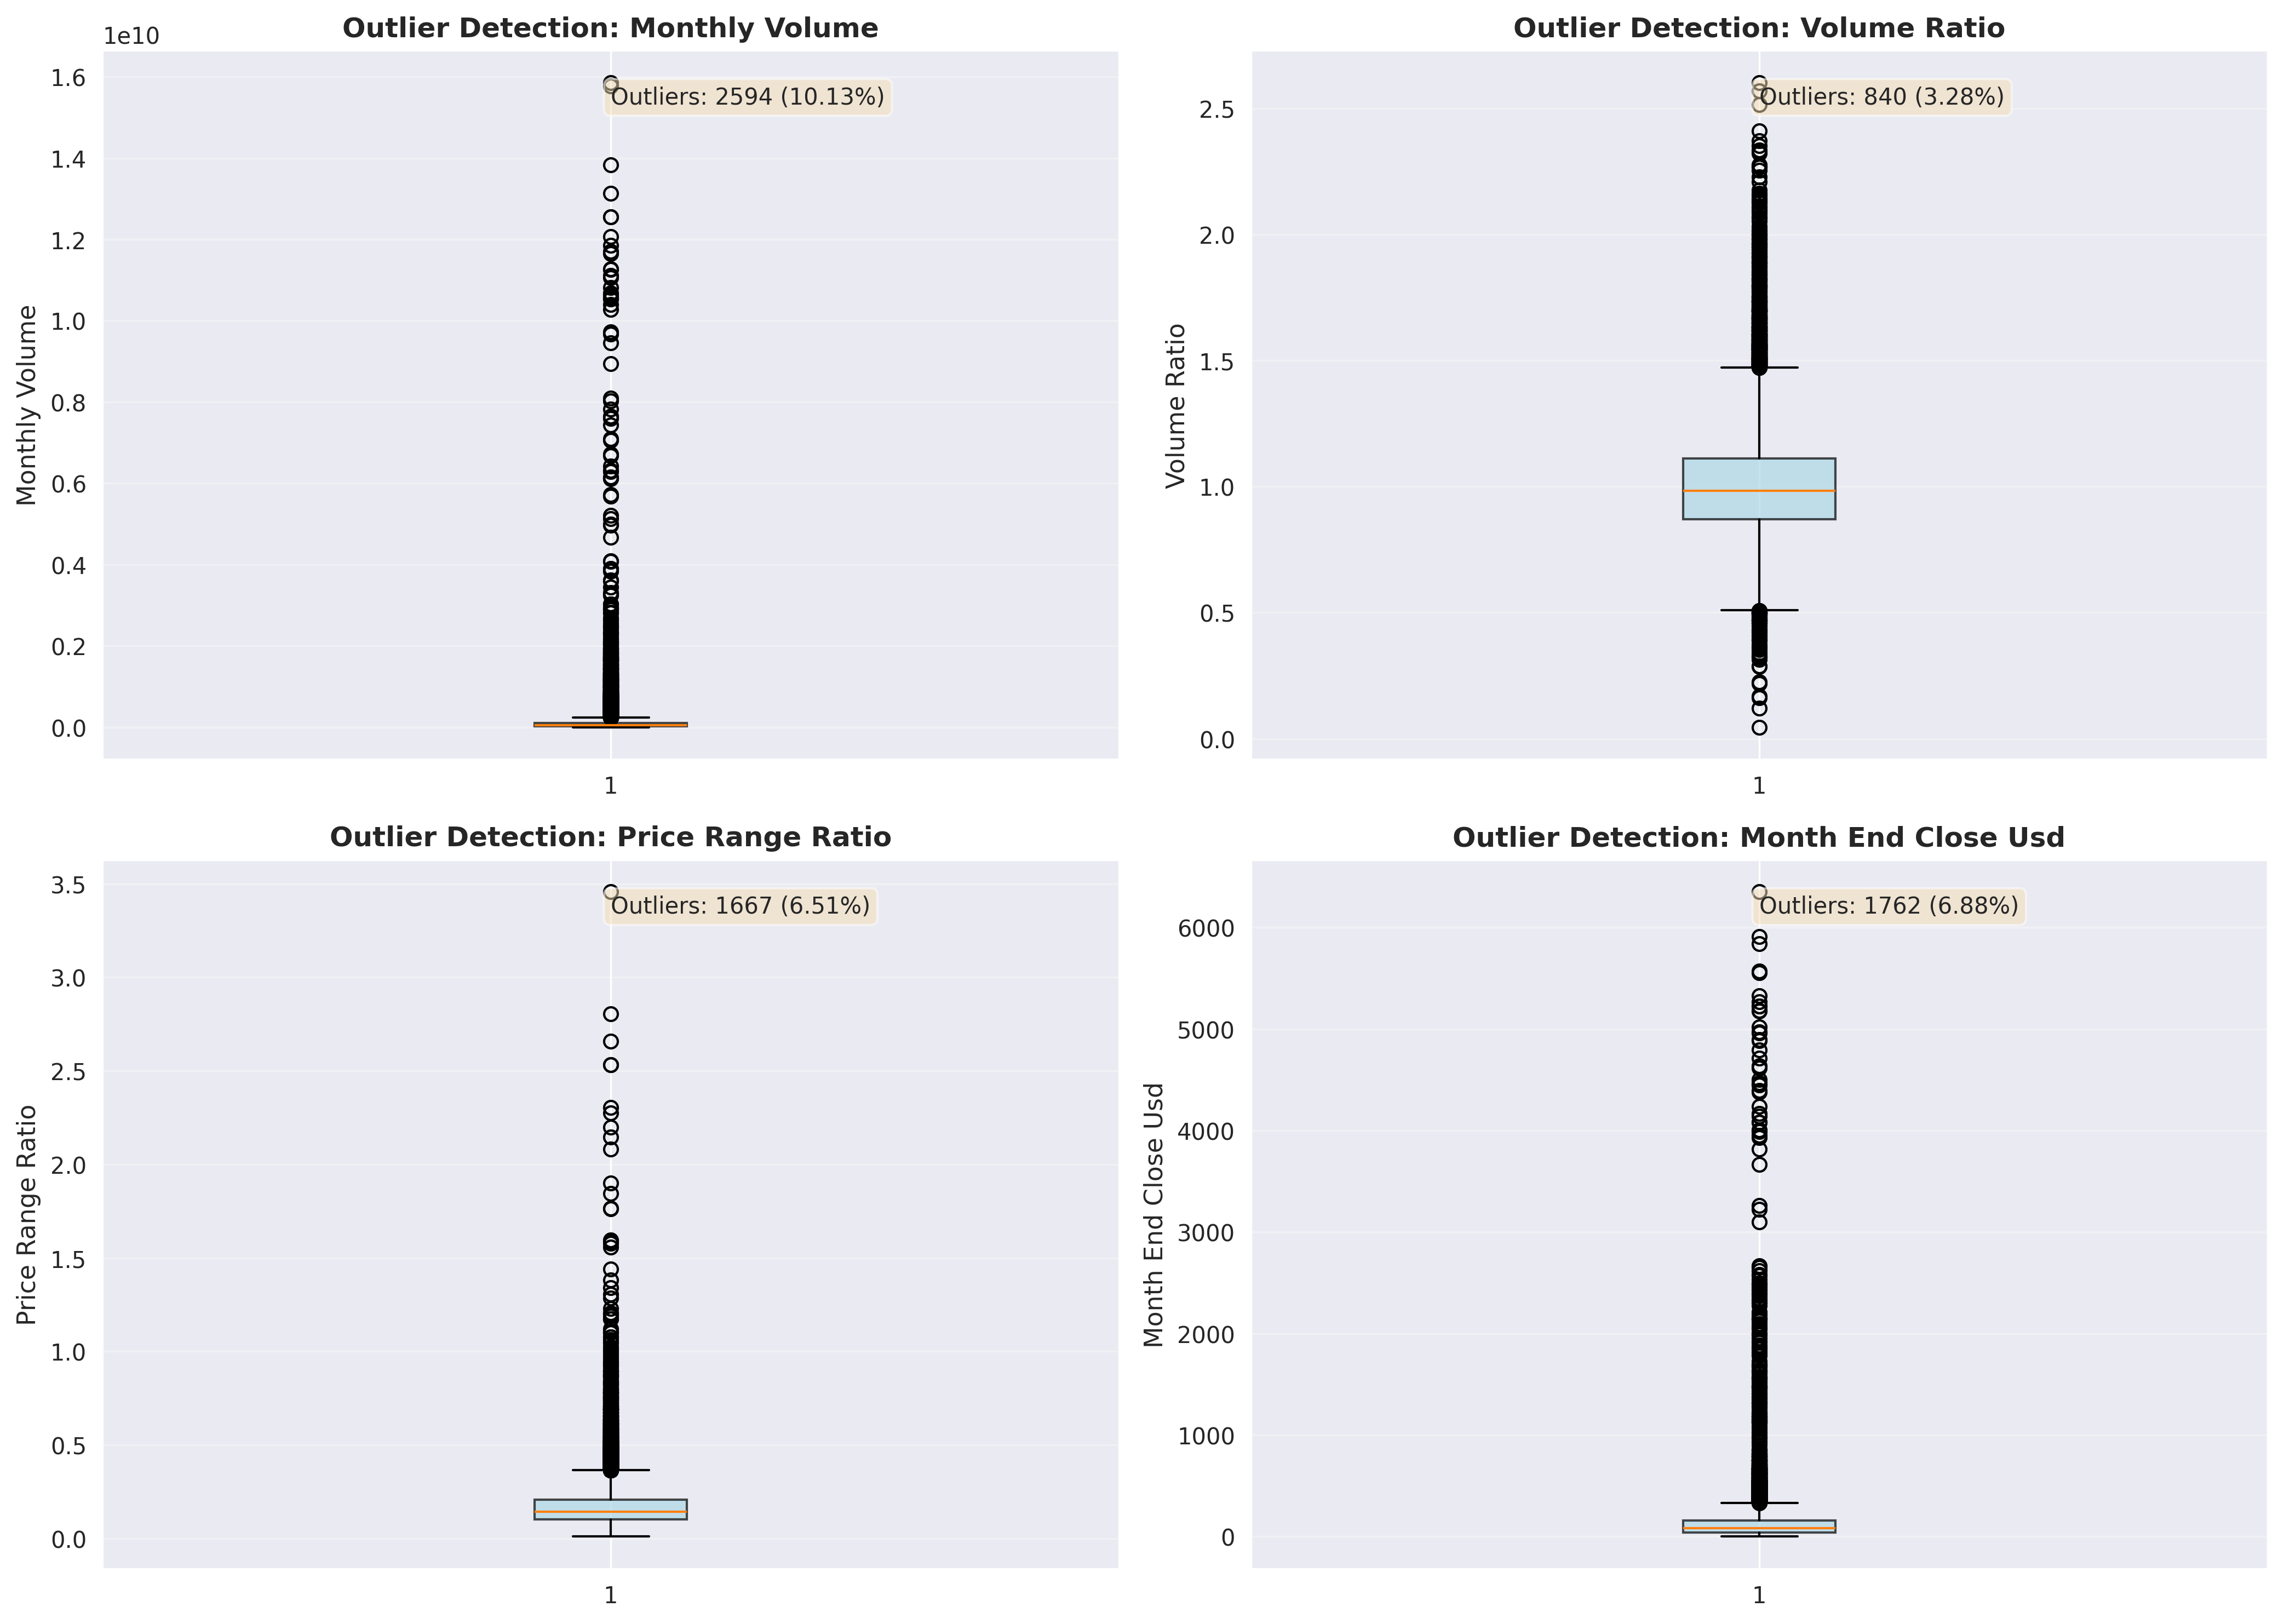 Outlier Detection: Monthly Volume
1e10
1.6
1.4
1.2
1.0
0.8
0.6
0.4
0.2
0.0
Monthly Volume
Outliers: 2594 (10.13%)
1
Outlier Detection: Volume Ratio
2.5
2.0
1.5
1.0
0.5
0.0
Volume Ratio
Outliers: 840 (3.28%)
1
Outlier Detection: Price Range Ratio
3.5
3.0
2.5
2.0
1.5
1.0
0.5
0.0
Price Range Ratio
Outliers: 1667 (6.51%)
1
Outlier Detection: Month End Close Usd
6000
5000
4000
3000
2000
1000
0
Month End Close Usd
Outliers: 1762 (6.88%)
1